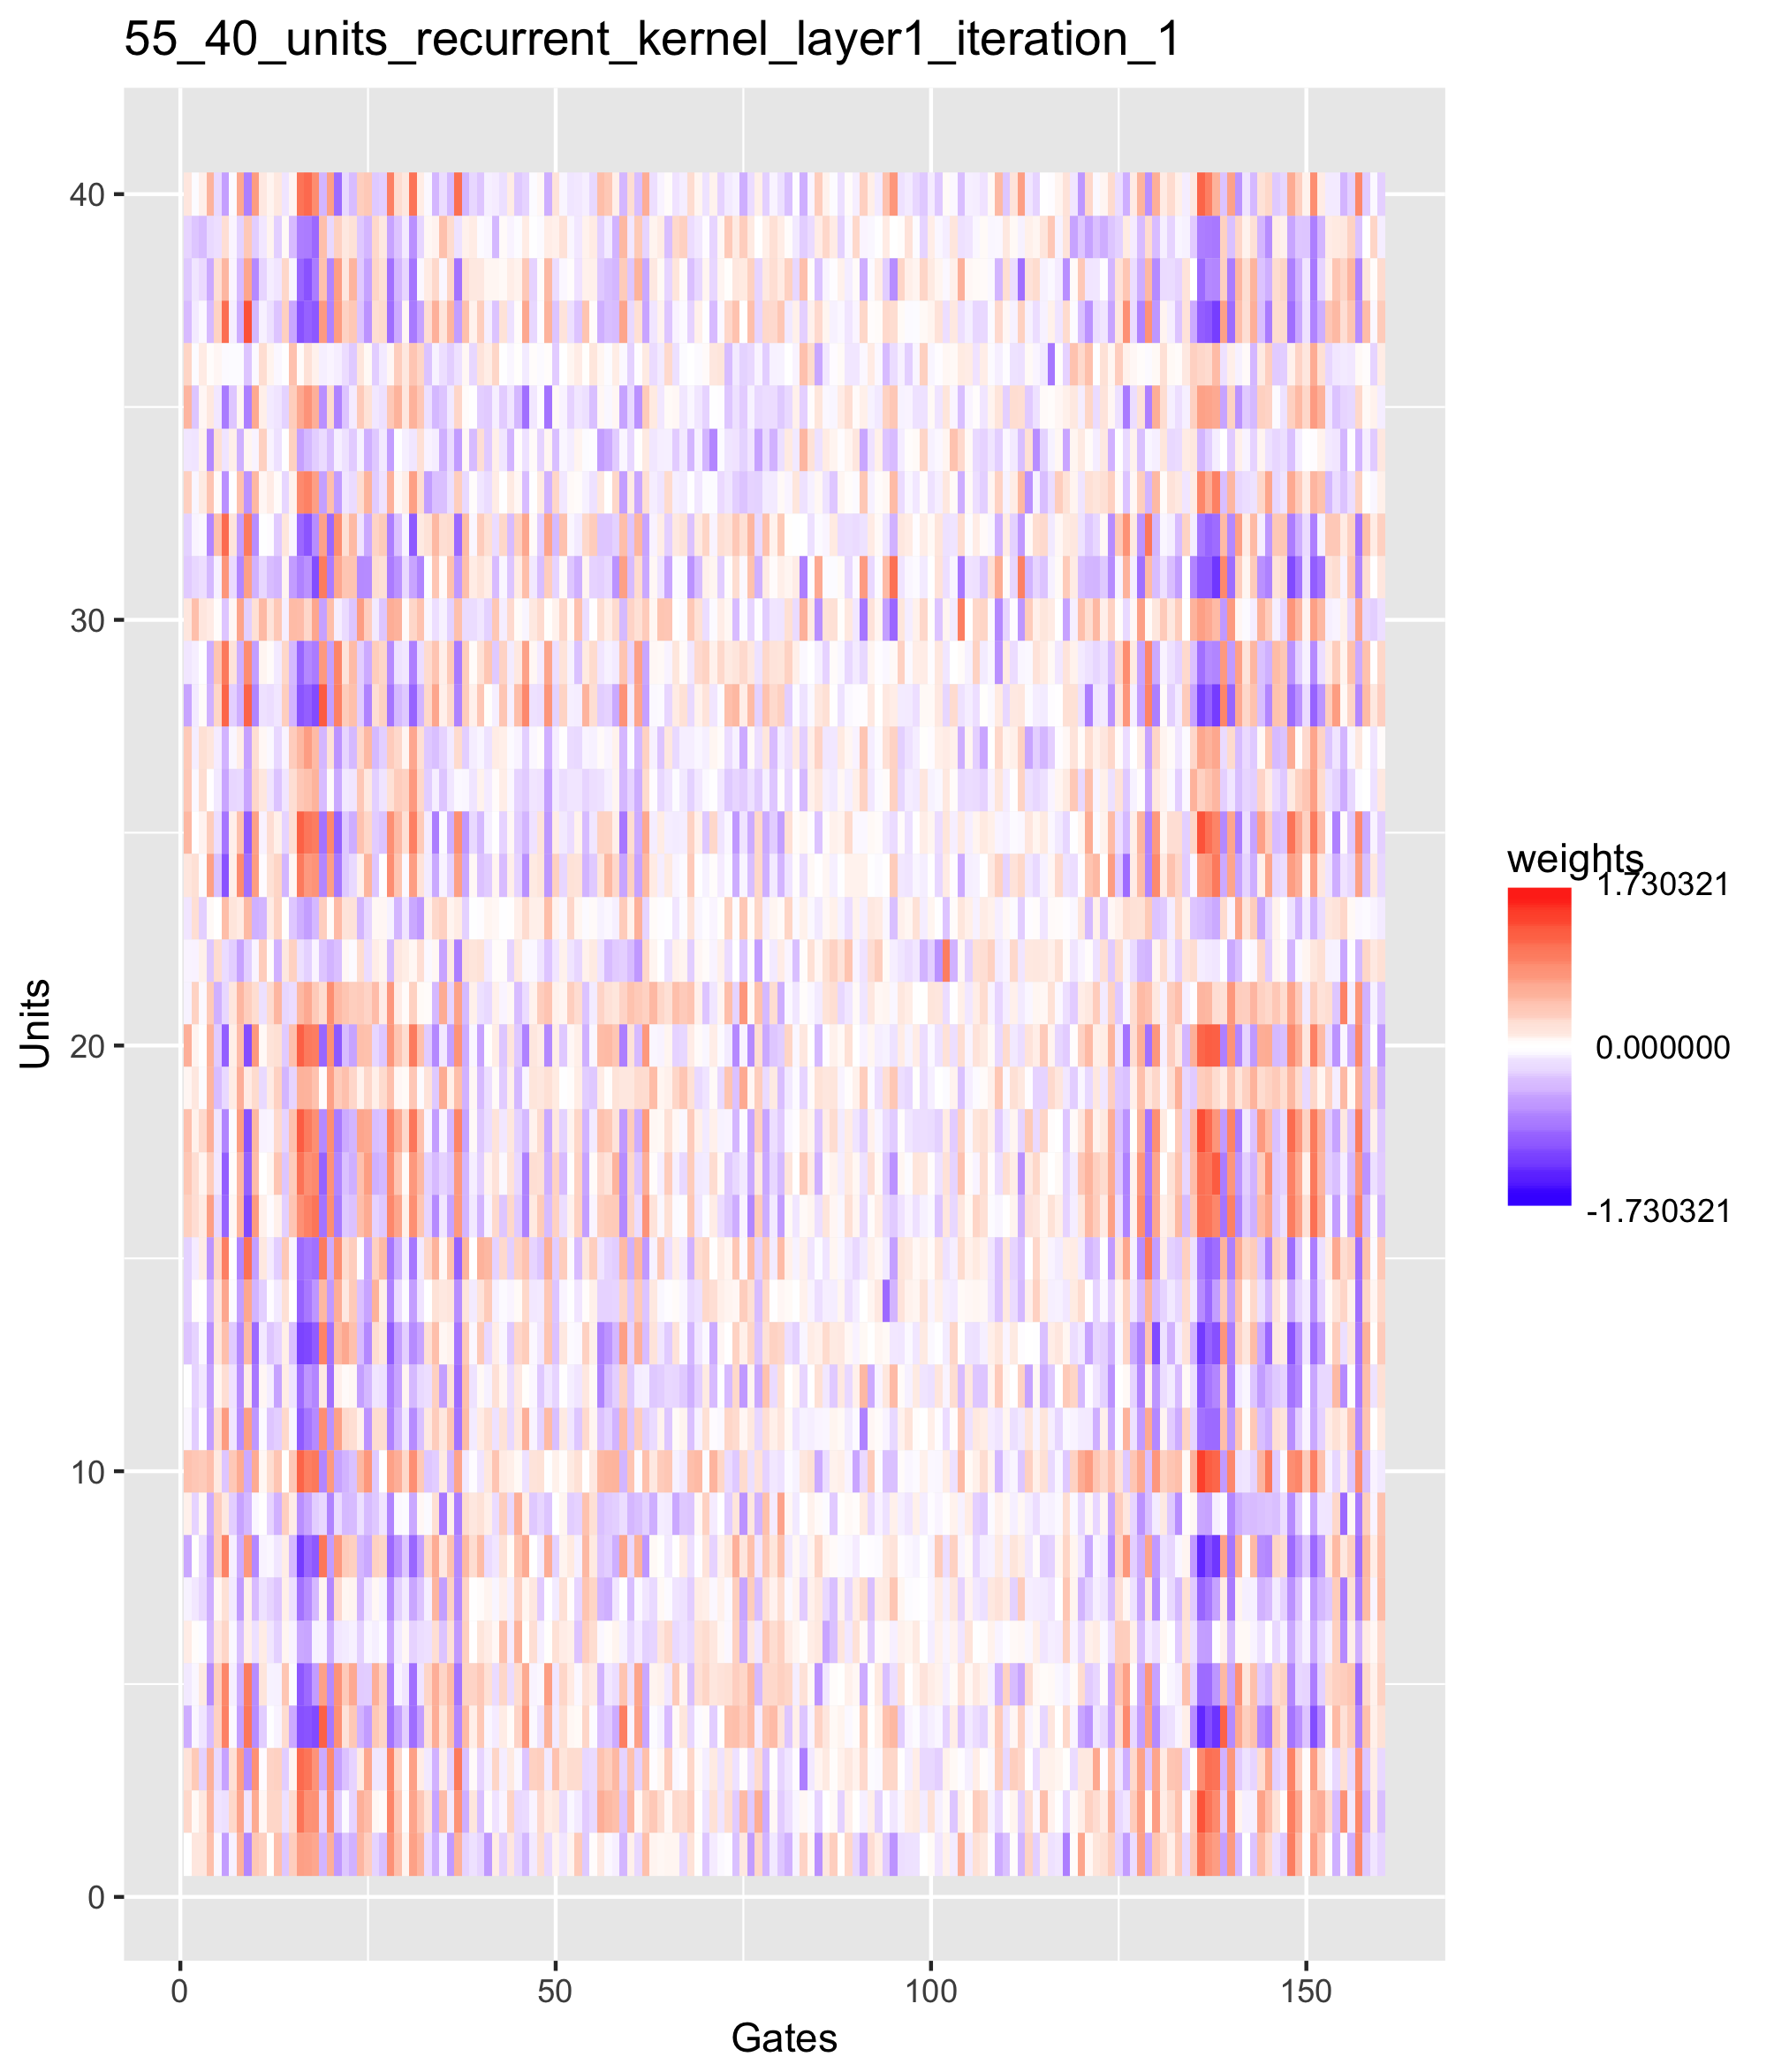 55_40_units_recurrent_kernel_layer1_iteration_1
40
30
20
10
0
Units
0 50 100 150
Gates
weights
1.730321
0.000000
-1.730321